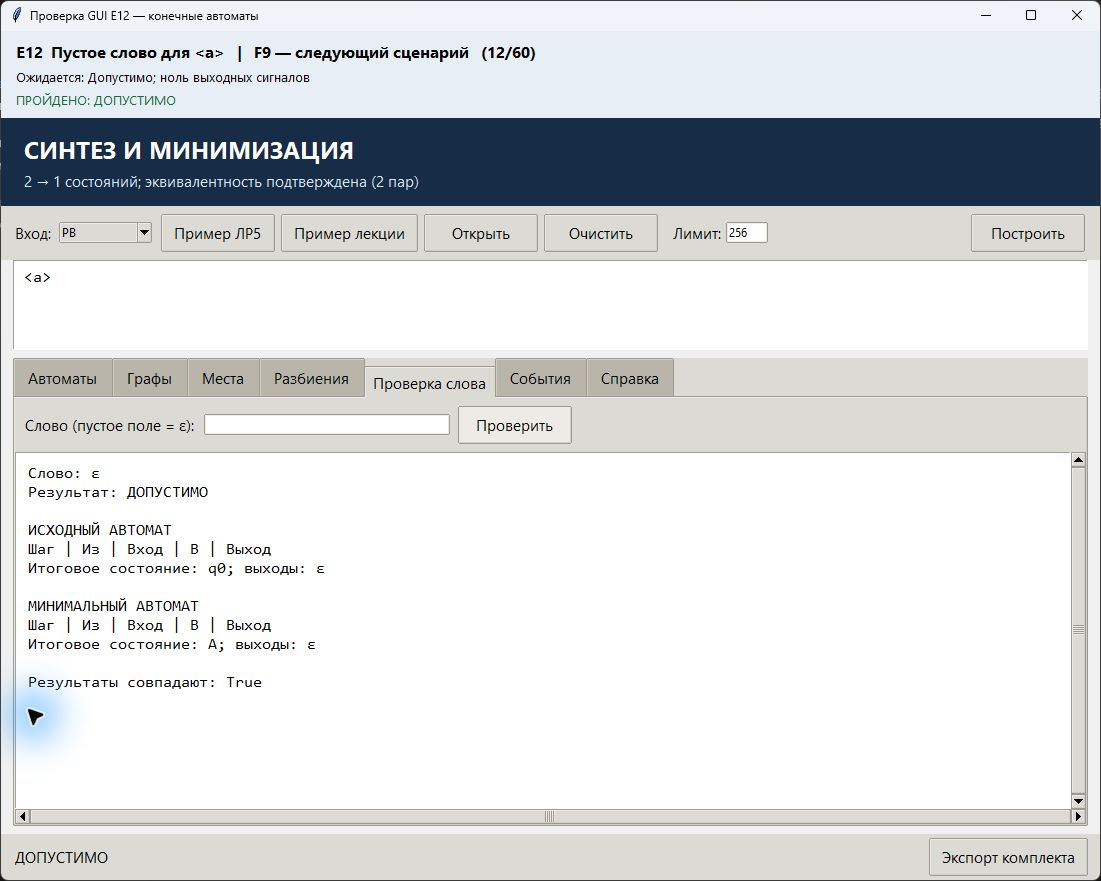 Проверка GUI E12 — конечные автоматы
E12 Пустое слово для <a> | F9 — следующий сценарий (12/60)
Ожидается: Допустимо; ноль выходных сигналов
ПРОЙДЕНО: ДОПУСТИМО
СИНТЕЗ И МИНИМИЗАЦИЯ
2 → 1 состояний; эквивалентность подтверждена (2 пар)
Вход: РВ Пример ЛР5 Пример лекции Открыть Очистить Лимит: 256 Построить
<a>
Автоматы Графы Места Разбиения Проверка слова События Справка
Слово (пустое поле = ε): Проверить
Слово: ε
Результат: ДОПУСТИМО
ИСХОДНЫЙ АВТОМАТ
Шаг | Из | Вход | В | Выход
Итоговое состояние: q0; выходы: ε
МИНИМАЛЬНЫЙ АВТОМАТ
Шаг | Из | Вход | В | Выход
Итоговое состояние: A; выходы: ε
Результаты совпадают: True
ДОПУСТИМО Экспорт комплекта